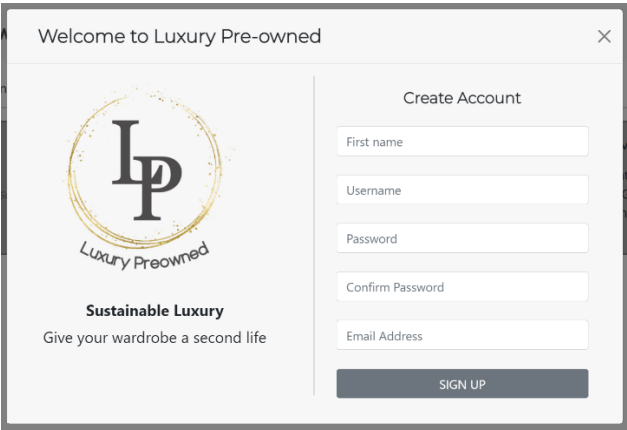 Welcome to Luxury Pre-owned
×
LP
Luxury Preowned
Sustainable Luxury
Give your wardrobe a second life
Create Account
First name
Username
Password
Confirm Password
Email Address
SIGN UP